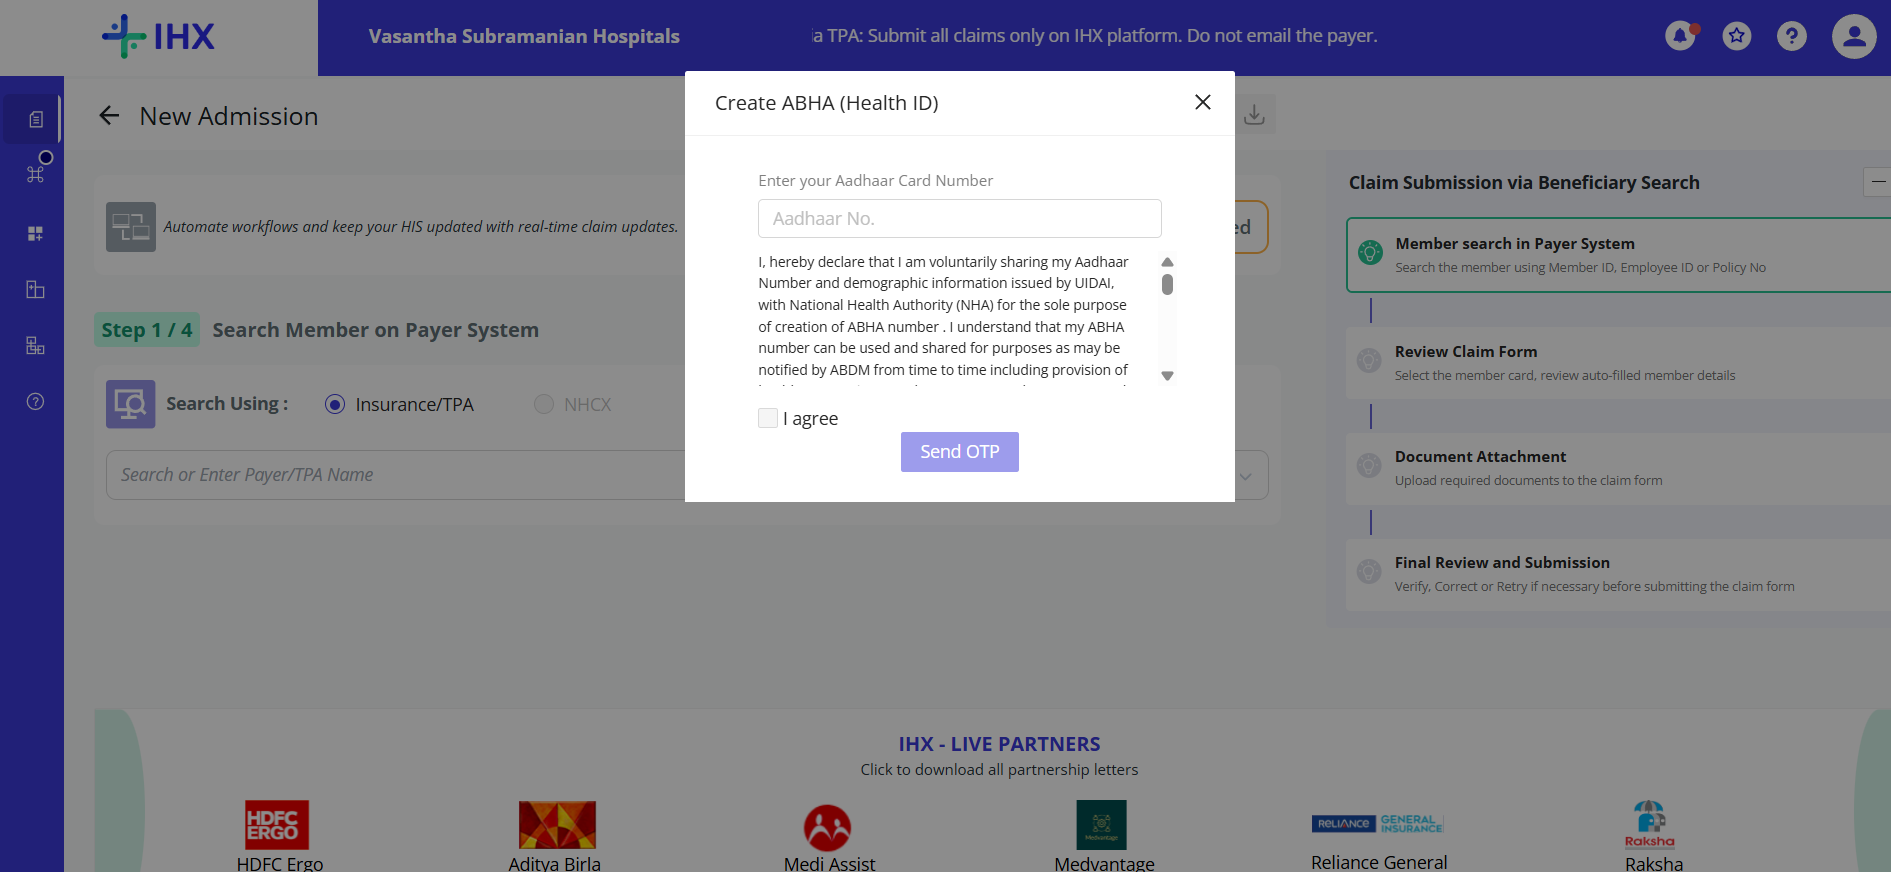 IHX
Vasantha Subramanian Hospitals
ia TPA: Submit all claims only on IHX platform. Do not email the payer.
New Admission
Create ABHA (Health ID)
Enter your Aadhaar Card Number
Aadhaar No.
I, hereby declare that I am voluntarily sharing my Aadhaar
Number and demographic information issued by UIDAI,
with National Health Authority (NHA) for the sole purpose
of creation of ABHA number . I understand that my ABHA
number can be used and shared for purposes as may be
notified by ABDM from time to time including provision of
I agree
Send OTP
Automate workflows and keep your HIS updated with real-time claim updates.
ed
Step 1 / 4
Search Member on Payer System
Search Using :
Insurance/TPA
NHCX
Search or Enter Payer/TPA Name
Claim Submission via Beneficiary Search
Member search in Payer System
Search the member using Member ID, Employee ID or Policy No
Review Claim Form
Select the member card, review auto-filled member details
Document Attachment
Upload required documents to the claim form
Final Review and Submission
Verify, Correct or Retry if necessary before submitting the claim form
IHX - LIVE PARTNERS
Click to download all partnership letters
HDFC
ERGO
HDFC Ergo
Aditya Birla
Medi Assist
Medvantage
Medvantage
RELIANCE GENERAL
INSURANCE
Reliance General
Raksha
Raksha